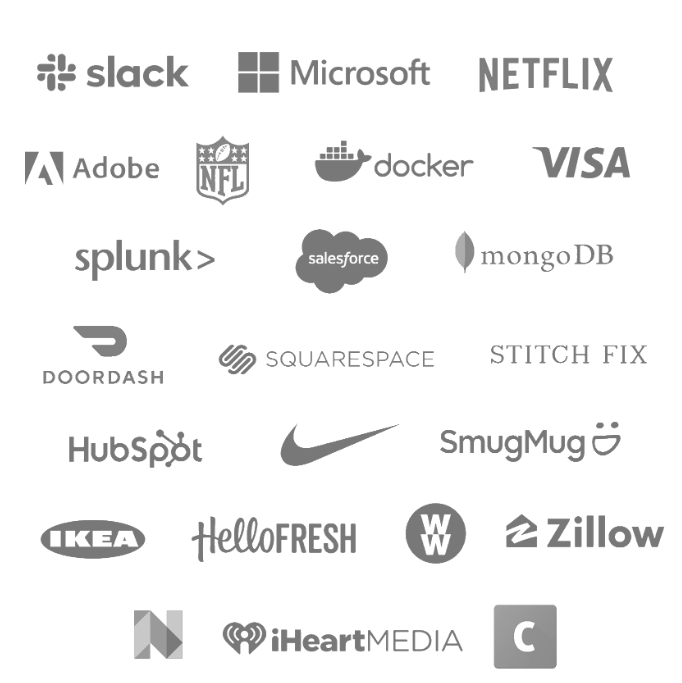 slack Microsoft NETFLIX
Adobe NFL docker VISA
splunk> salesforce mongoDB
DOORDASH SQUARESPACE STITCH FIX
HubSpot SmugMug
IKEA HelloFRESH WW Zillow
N iHeartMEDIA C